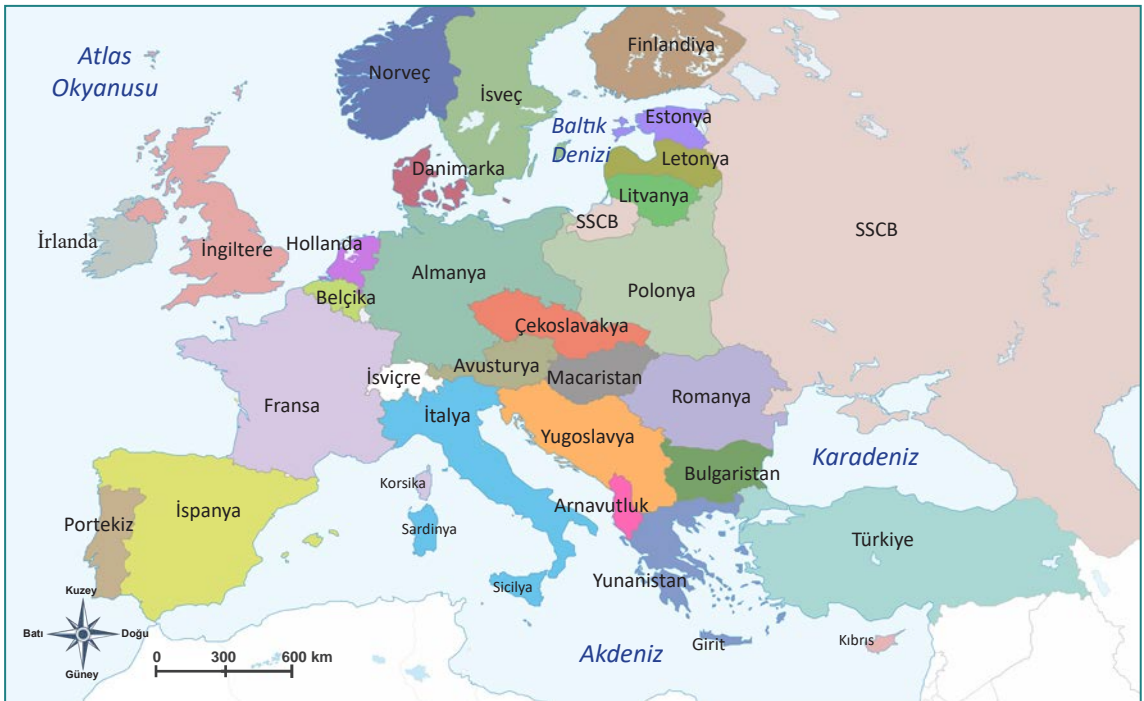 Atlas
Okyanusu
Norveç
İsveç
Finlandiya
Baltık
Denizi
Estonya
Letonya
Litvanya
Danimarka
SSCB
SSCB
İrlanda
İngiltere
Hollanda
Almanya
Polonya
Belçika
Çekoslavakya
Avusturya
İsviçre
Macaristan
Romanya
Fransa
İtalya
Yugoslavya
Karadeniz
Bulgaristan
Korsika
Arnavutluk
İspanya
Portekiz
Sardinya
Türkiye
Sicilya
Yunanistan
Kuzey
Batı
Doğu
Güney
0 300 600 km
Akdeniz
Girit
Kıbrıs